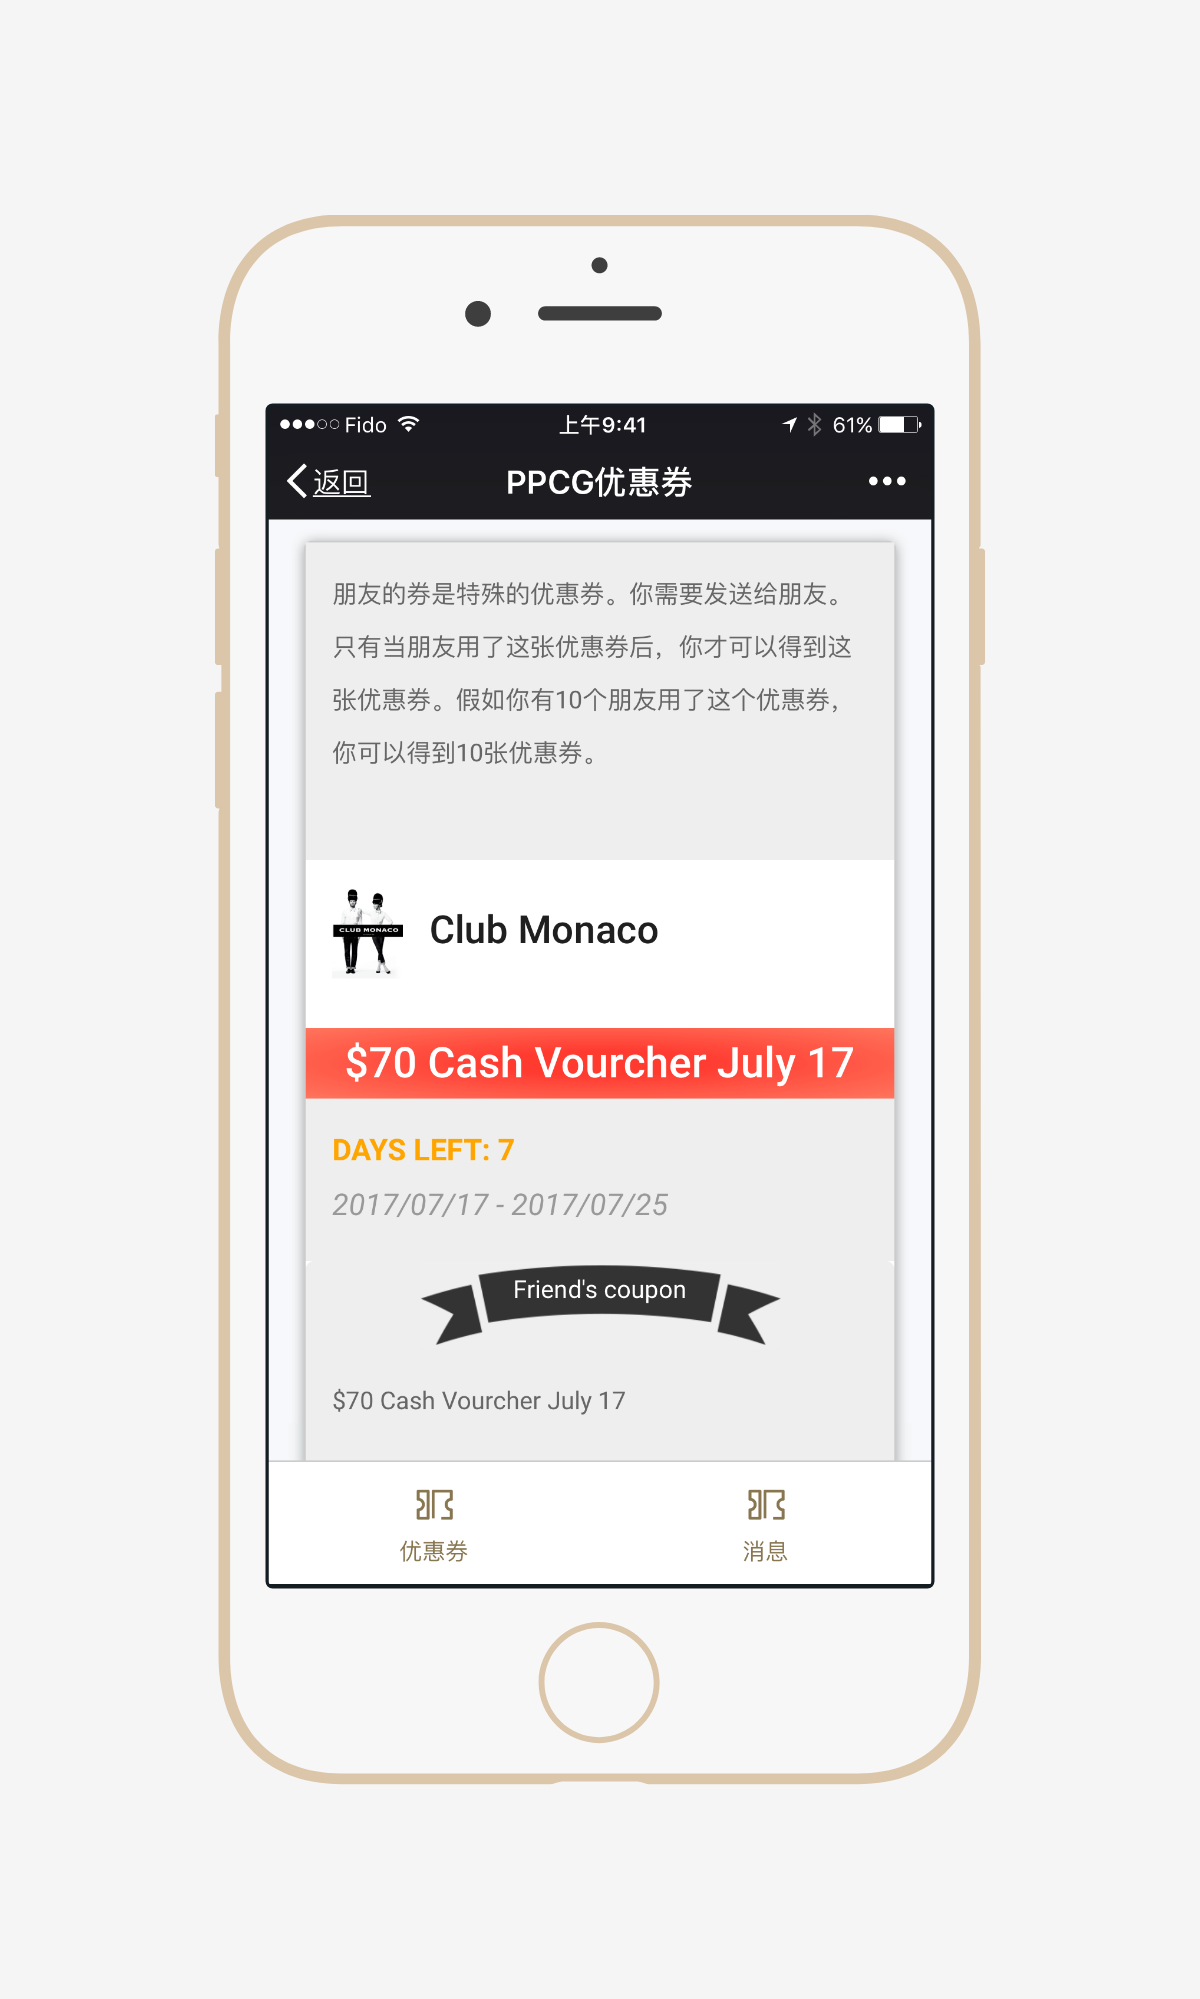 Fido
上午9:41
61%
返回
PPCG优惠券
朋友的券是特殊的优惠券。你需要发送给朋友。
只有当朋友用了这张优惠券后，你才可以得到这
张优惠券。假如你有10个朋友用了这个优惠券，
你可以得到10张优惠券。
CLUB MONACO
Club Monaco
$70 Cash Vourcher July 17
DAYS LEFT: 7
2017/07/17 - 2017/07/25
Friend's coupon
$70 Cash Vourcher July 17
优惠券
消息